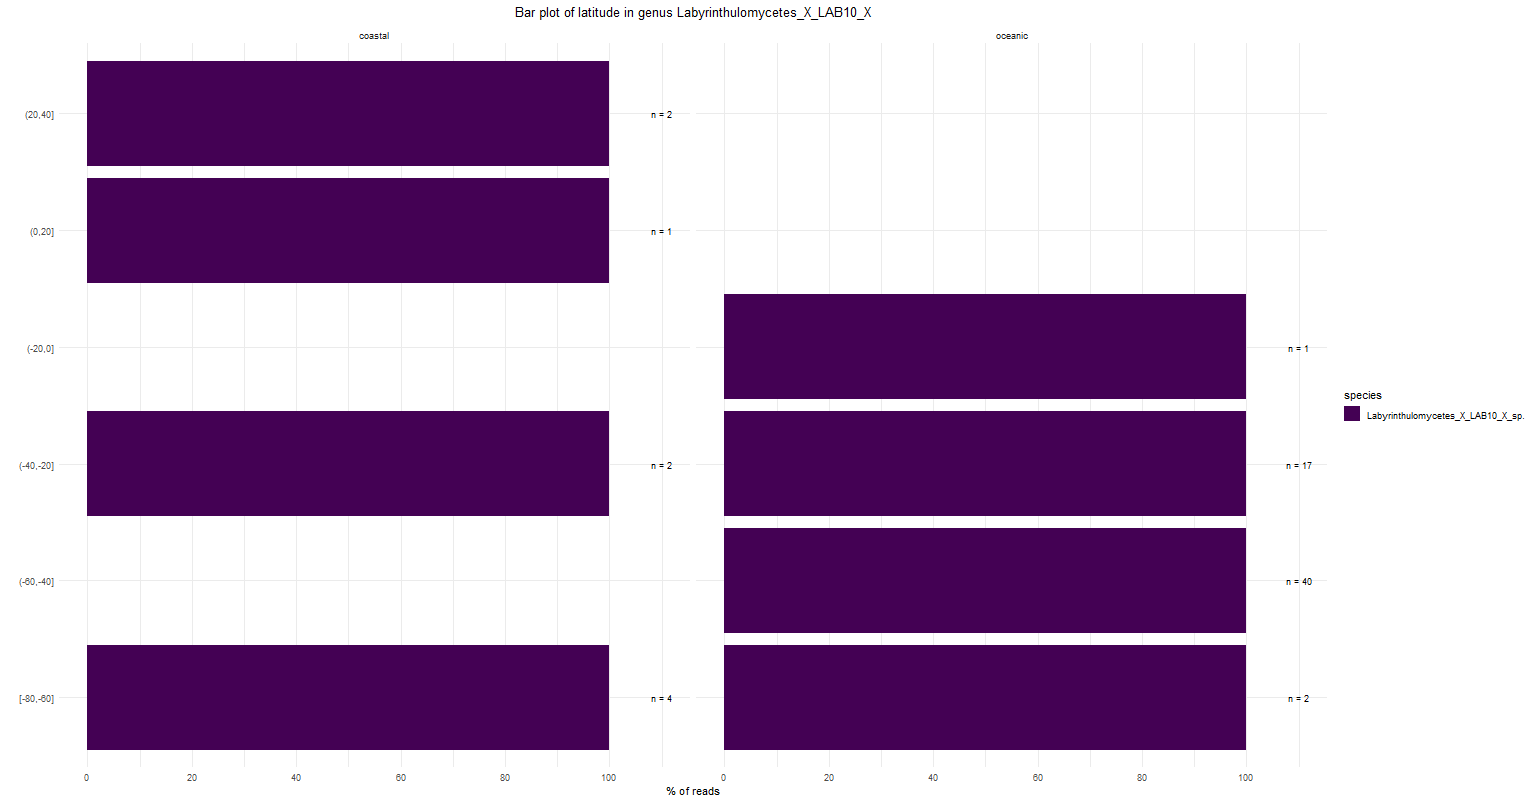 Bar plot of latitude in genus Labyrinthulomycetes_X_LAB10_X
coastal
oceanic
(20,40]
n = 2
(0,20]
n = 1
(-20,0]
n = 1
(-40,-20]
n = 2
n = 17
(-60,-40]
n = 40
[-80,-60]
n = 4
n = 2
0 20 40 60 80 100
0 20 40 60 80 100
% of reads
species
Labyrinthulomycetes_X_LAB10_X_sp.